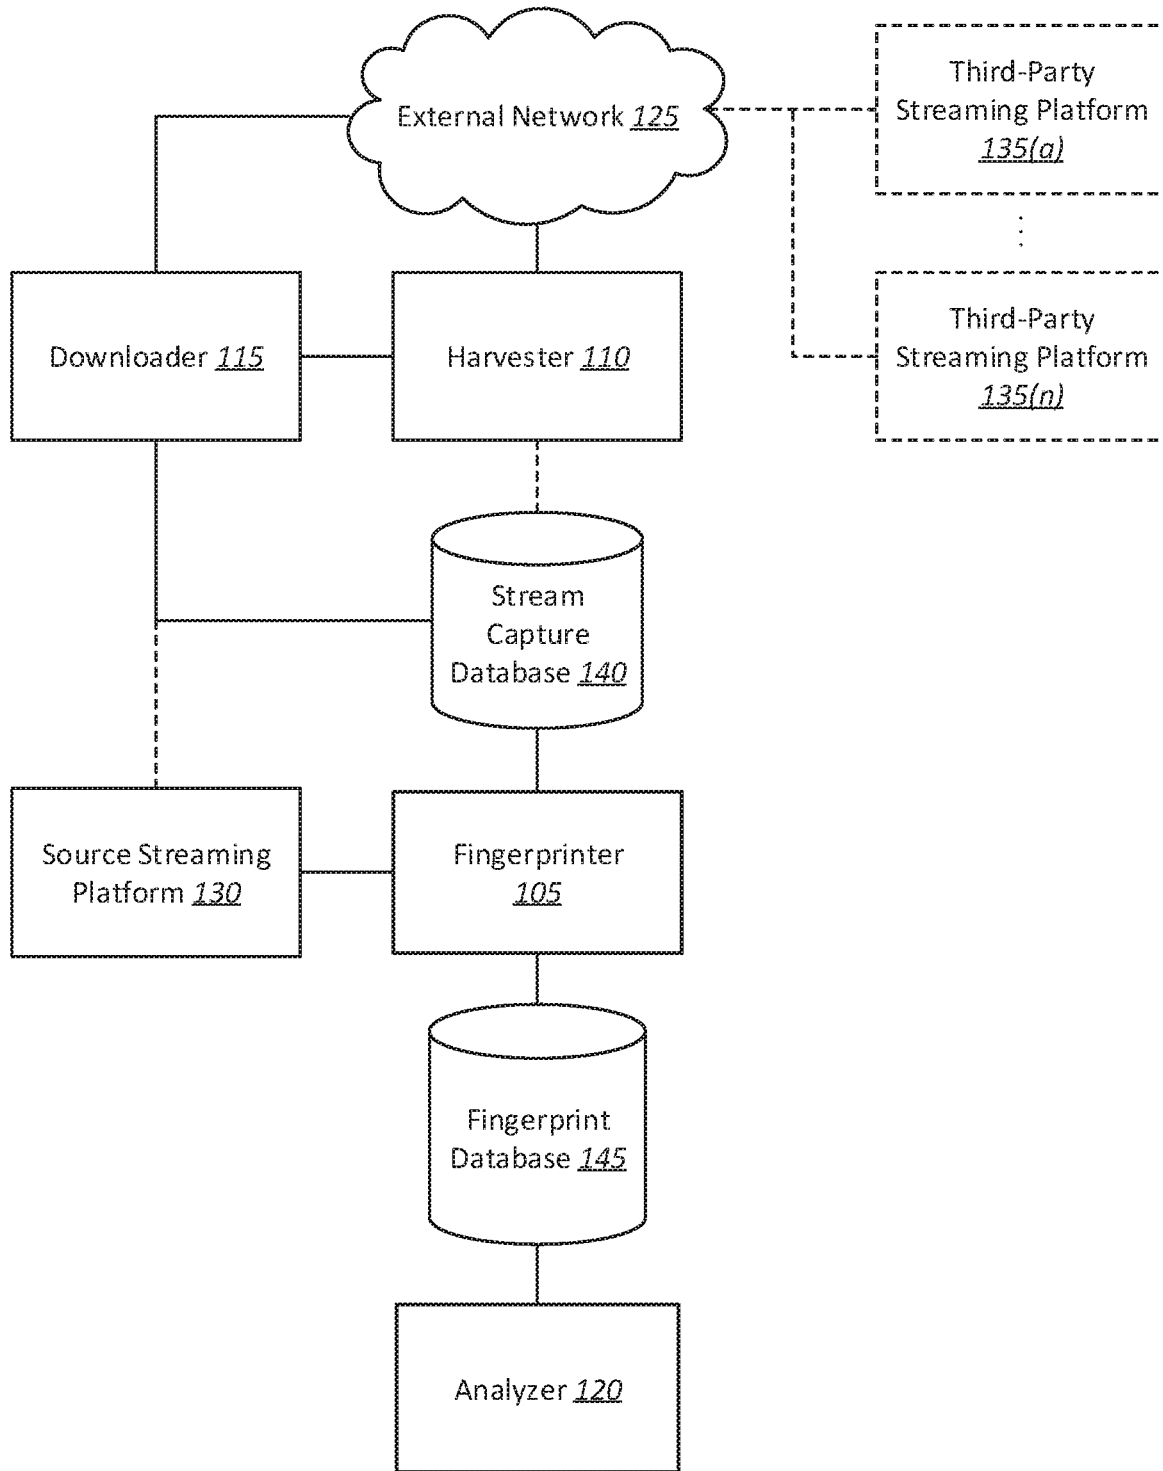 External Network 125
Third-Party
Streaming Platform
135(a)
Downloader 115
Harvester 110
Third-Party
Streaming Platform
135(n)
Stream
Capture
Database 140
Source Streaming
Platform 130
Fingerprinter
105
Fingerprint
Database 145
Analyzer 120